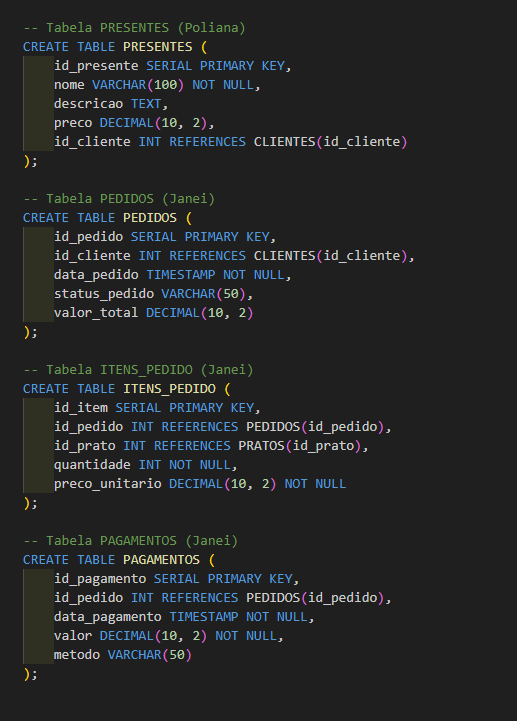 -- Tabela PRESENTES (Poliana)
CREATE TABLE PRESENTES (
    id_presente SERIAL PRIMARY KEY,
    nome VARCHAR(100) NOT NULL,
    descricao TEXT,
    preco DECIMAL(10, 2),
    id_cliente INT REFERENCES CLIENTES(id_cliente)
);

-- Tabela PEDIDOS (Janei)
CREATE TABLE PEDIDOS (
    id_pedido SERIAL PRIMARY KEY,
    id_cliente INT REFERENCES CLIENTES(id_cliente),
    data_pedido TIMESTAMP NOT NULL,
    status_pedido VARCHAR(50),
    valor_total DECIMAL(10, 2)
);

-- Tabela ITENS_PEDIDO (Janei)
CREATE TABLE ITENS_PEDIDO (
    id_item SERIAL PRIMARY KEY,
    id_pedido INT REFERENCES PEDIDOS(id_pedido),
    id_prato INT REFERENCES PRATOS(id_prato),
    quantidade INT NOT NULL,
    preco_unitario DECIMAL(10, 2) NOT NULL
);

-- Tabela PAGAMENTOS (Janei)
CREATE TABLE PAGAMENTOS (
    id_pagamento SERIAL PRIMARY KEY,
    id_pedido INT REFERENCES PEDIDOS(id_pedido),
    data_pagamento TIMESTAMP NOT NULL,
    valor DECIMAL(10, 2) NOT NULL,
    metodo VARCHAR(50)
);